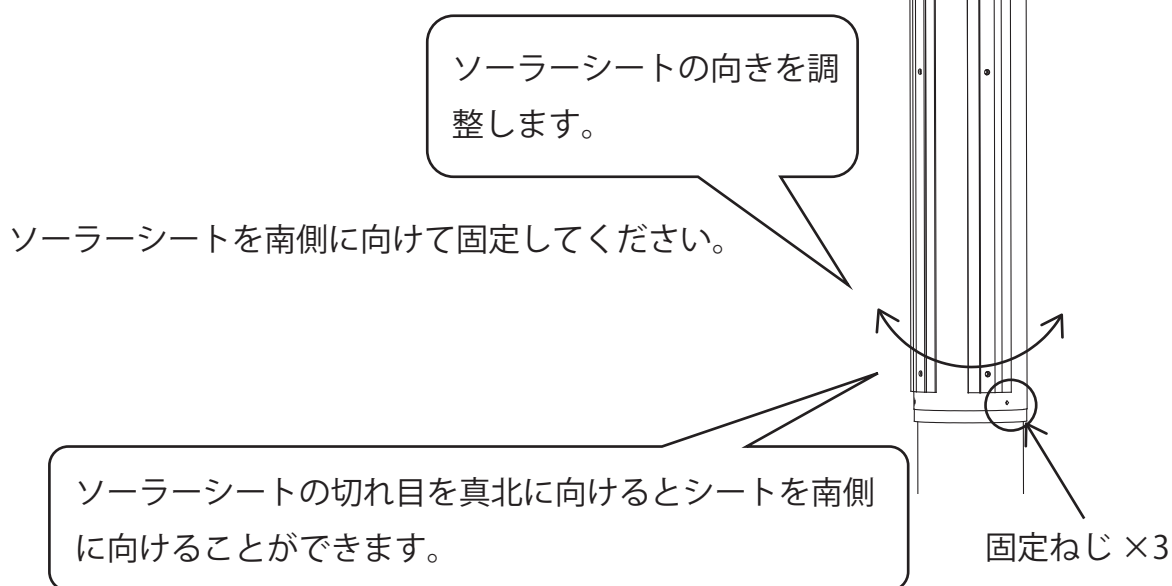 ソーラーシートの向きを調
整します。
ソーラーシートを南側に向けて固定してください。
ソーラーシートの切れ目を真北に向けるとシートを南側
に向けることができます。
固定ねじ ×3